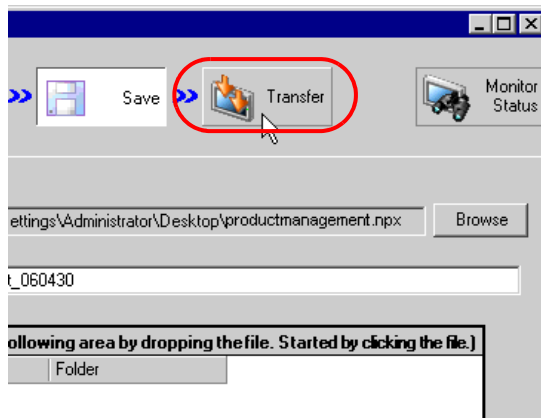 Save
Transfer
Monitor
Status
ettings\Administrator\Desktop\productmanagement.npx
Browse
t_060430
ollowing area by dropping the file. Started by clicking the file.)
Folder